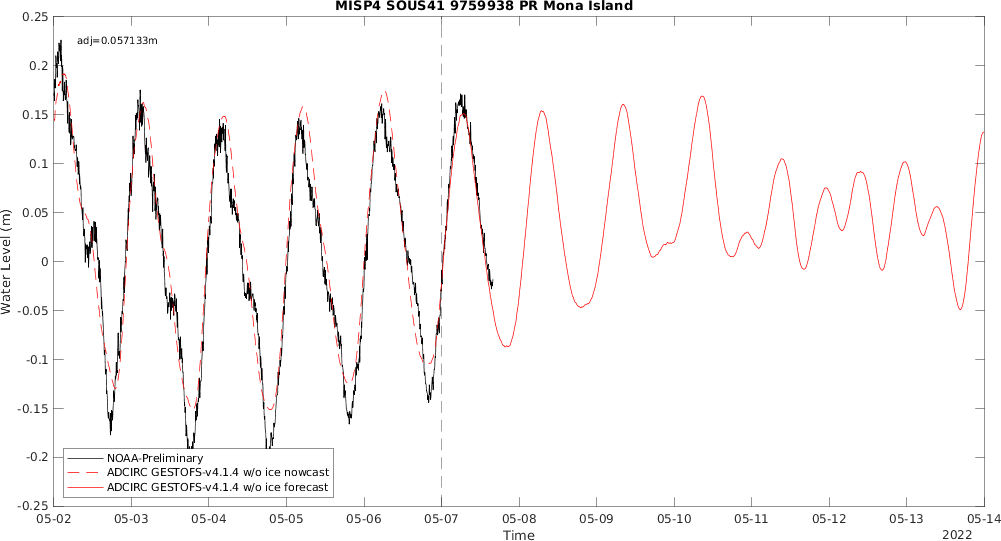 MISP4 SOUS41 9759938 PR Mona Island
adj=0.057133m
0.25
0.2
0.15
0.1
0.05
0
-0.05
-0.1
-0.15
-0.2
-0.25
Water Level (m)
NOAA-Preliminary
ADCIRC GESTOFS-v4.1.4 w/o ice nowcast
ADCIRC GESTOFS-v4.1.4 w/o ice forecast
05-02 05-03 05-04 05-05 05-06 05-07 05-08 05-09 05-10 05-11 05-12 05-13 05-14
Time
2022